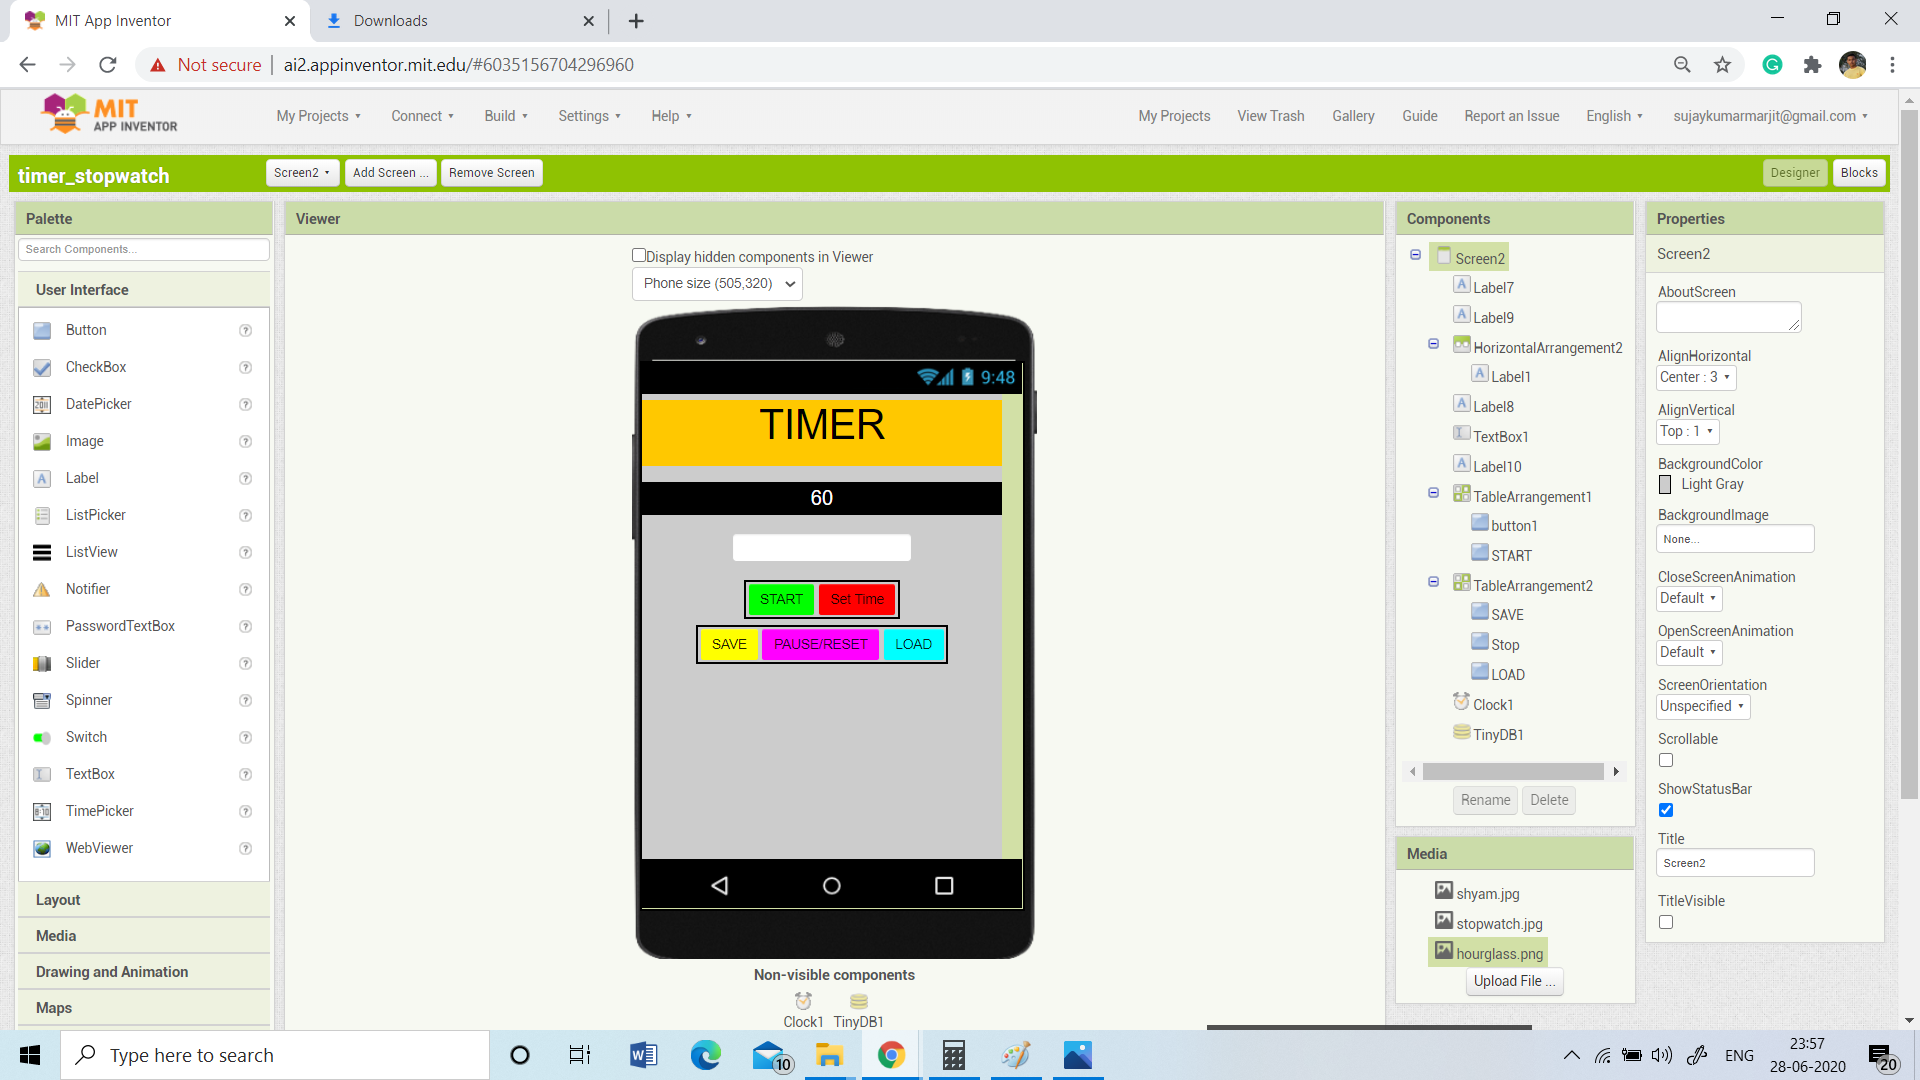 MIT App Inventor
Downloads
Not secure
ai2.appinventor.mit.edu/#6035156704296960
MIT
APP INVENTOR
My Projects
Connect
Build
Settings
Help
My Projects
View Trash
Gallery
Guide
Report an Issue
English
sujaykumarmarjit@gmail.com
timer_stopwatch
Screen2
Add Screen ...
Remove Screen
Designer
Blocks
Palette
Search Components...
User Interface
Button
CheckBox
DatePicker
Image
Label
ListPicker
ListView
Notifier
PasswordTextBox
Slider
Spinner
Switch
TextBox
TimePicker
WebViewer
Layout
Media
Drawing and Animation
Maps
Viewer
Display hidden components in Viewer
Phone size (505,320)
9:48
TIMER
60
START
Set Time
SAVE
PAUSE/RESET
LOAD
Non-visible components
Clock1
TinyDB1
Components
Screen2
Label7
Label9
HorizontalArrangement2
Label1
Label8
TextBox1
Label10
TableArrangement1
button1
START
TableArrangement2
SAVE
Stop
LOAD
Clock1
TinyDB1
Rename
Delete
Media
shyam.jpg
stopwatch.jpg
hourglass.png
Upload File ...
Properties
Screen2
AboutScreen
AlignHorizontal
Center : 3
AlignVertical
Top : 1
BackgroundColor
Light Gray
BackgroundImage
None...
CloseScreenAnimation
Default
OpenScreenAnimation
Default
ScreenOrientation
Unspecified
Scrollable
ShowStatusBar
Title
Screen2
TitleVisible
Type here to search
10
ENG
23:57
28-06-2020
20